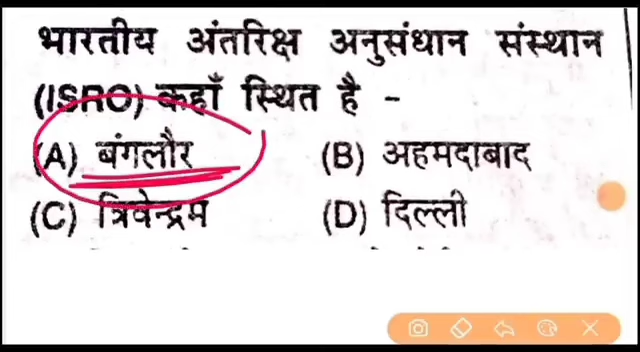 भारतीय अंतरिक्ष अनुसंधान संस्थान
(ISRO) कहाँ स्थित है -
(A) बंगलौर (B) अहमदाबाद
(C) त्रिवेन्द्रम (D) दिल्ली